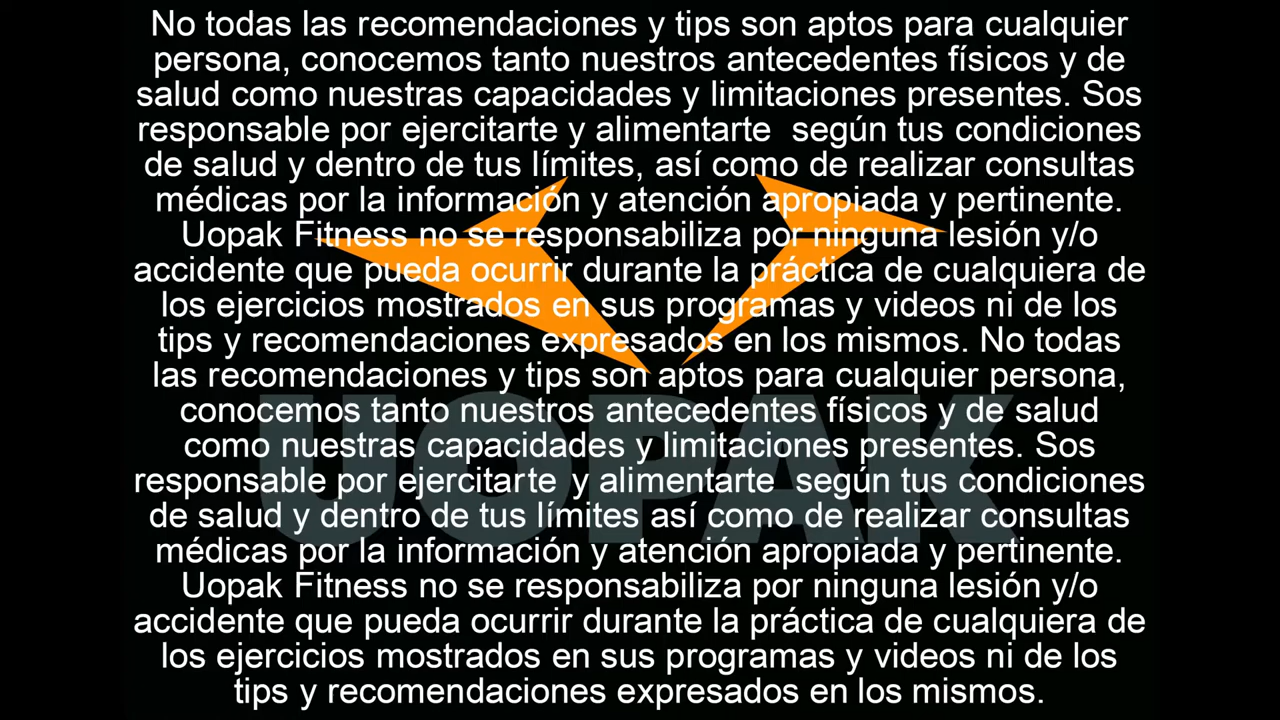 No todas las recomendaciones y tips son aptos para cualquier
persona, conocemos tanto nuestros antecedentes físicos y de
salud como nuestras capacidades y limitaciones presentes. Sos
responsable por ejercitarte y alimentarte  según tus condiciones
de salud y dentro de tus límites, así como de realizar consultas
médicas por la información y atención apropiada y pertinente.
Uopak Fitness no se responsabiliza por ninguna lesión y/o
accidente que pueda ocurrir durante la práctica de cualquiera de
los ejercicios mostrados en sus programas y videos ni de los
tips y recomendaciones expresados en los mismos. No todas
las recomendaciones y tips son aptos para cualquier persona,
conocemos tanto nuestros antecedentes físicos y de salud
como nuestras capacidades y limitaciones presentes. Sos
responsable por ejercitarte y alimentarte  según tus condiciones
de salud y dentro de tus límites así como de realizar consultas
médicas por la información y atención apropiada y pertinente.
Uopak Fitness no se responsabiliza por ninguna lesión y/o
accidente que pueda ocurrir durante la práctica de cualquiera de
los ejercicios mostrados en sus programas y videos ni de los
tips y recomendaciones expresados en los mismos.
UOPAK